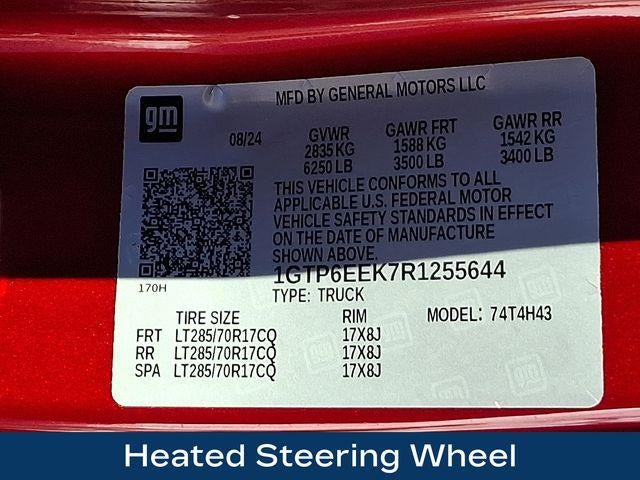 MFD BY GENERAL MOTORS LLC
gm
08/24 GVWR GAWR FRT GAWR RR
2835 KG 1588 KG 1542 KG
6250 LB 3500 LB 3400 LB
THIS VEHICLE CONFORMS TO ALL
APPLICABLE U.S. FEDERAL MOTOR
VEHICLE SAFETY STANDARDS IN EFFECT
ON THE DATE OF MANUFACTURE
SHOWN ABOVE.
170H
1GTP6EEK7R1255644
TYPE: TRUCK
TIRE SIZE RIM MODEL: 74T4H43
FRT LT285/70R17CQ 17X8J
RR LT285/70R17CQ 17X8J
SPA LT285/70R17CQ 17X8J
Heated Steering Wheel